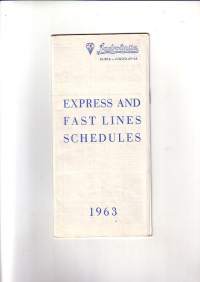 EXPRESS AND
FAST LINES
SCHEDULES
1963